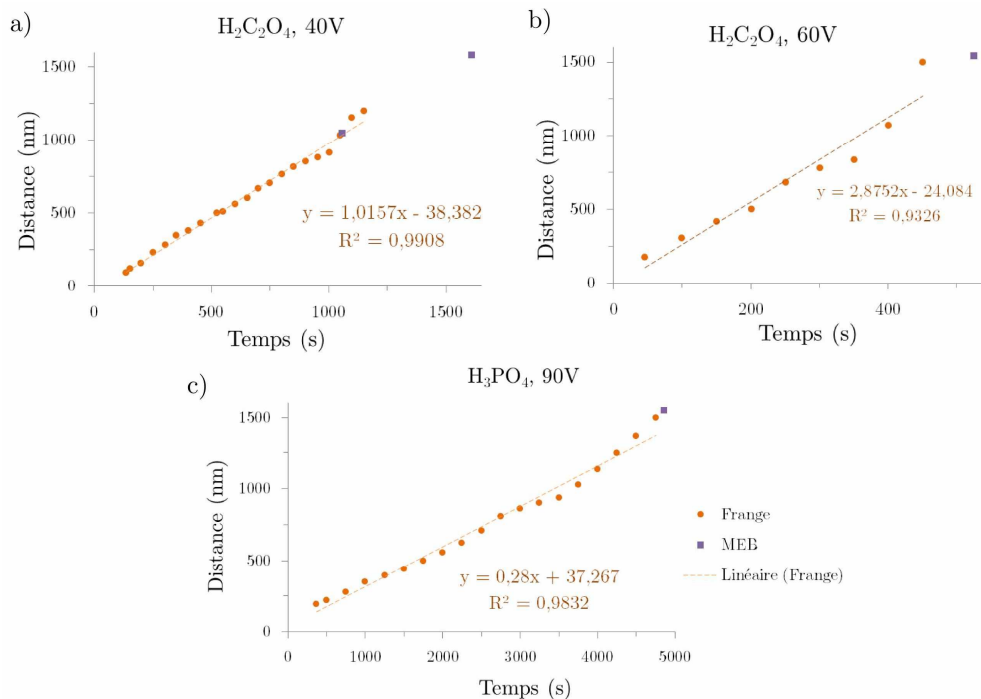 a)
H₂C₂O₄, 40V
1500
1000
500
0
0
500
1000
1500
Distance (nm)
Temps (s)
y = 1,0157x - 38,382
R² = 0,9908
b)
H₂C₂O₄, 60V
1500
1000
500
0
0
200
400
Distance (nm)
Temps (s)
y = 2,8752x - 24,084
R² = 0,9326
c)
H₃PO₄, 90V
1500
1000
500
0
0
1000
2000
3000
4000
5000
Distance (nm)
Temps (s)
y = 0,28x + 37,267
R² = 0,9832
Frange
MEB
Linéaire (Frange)